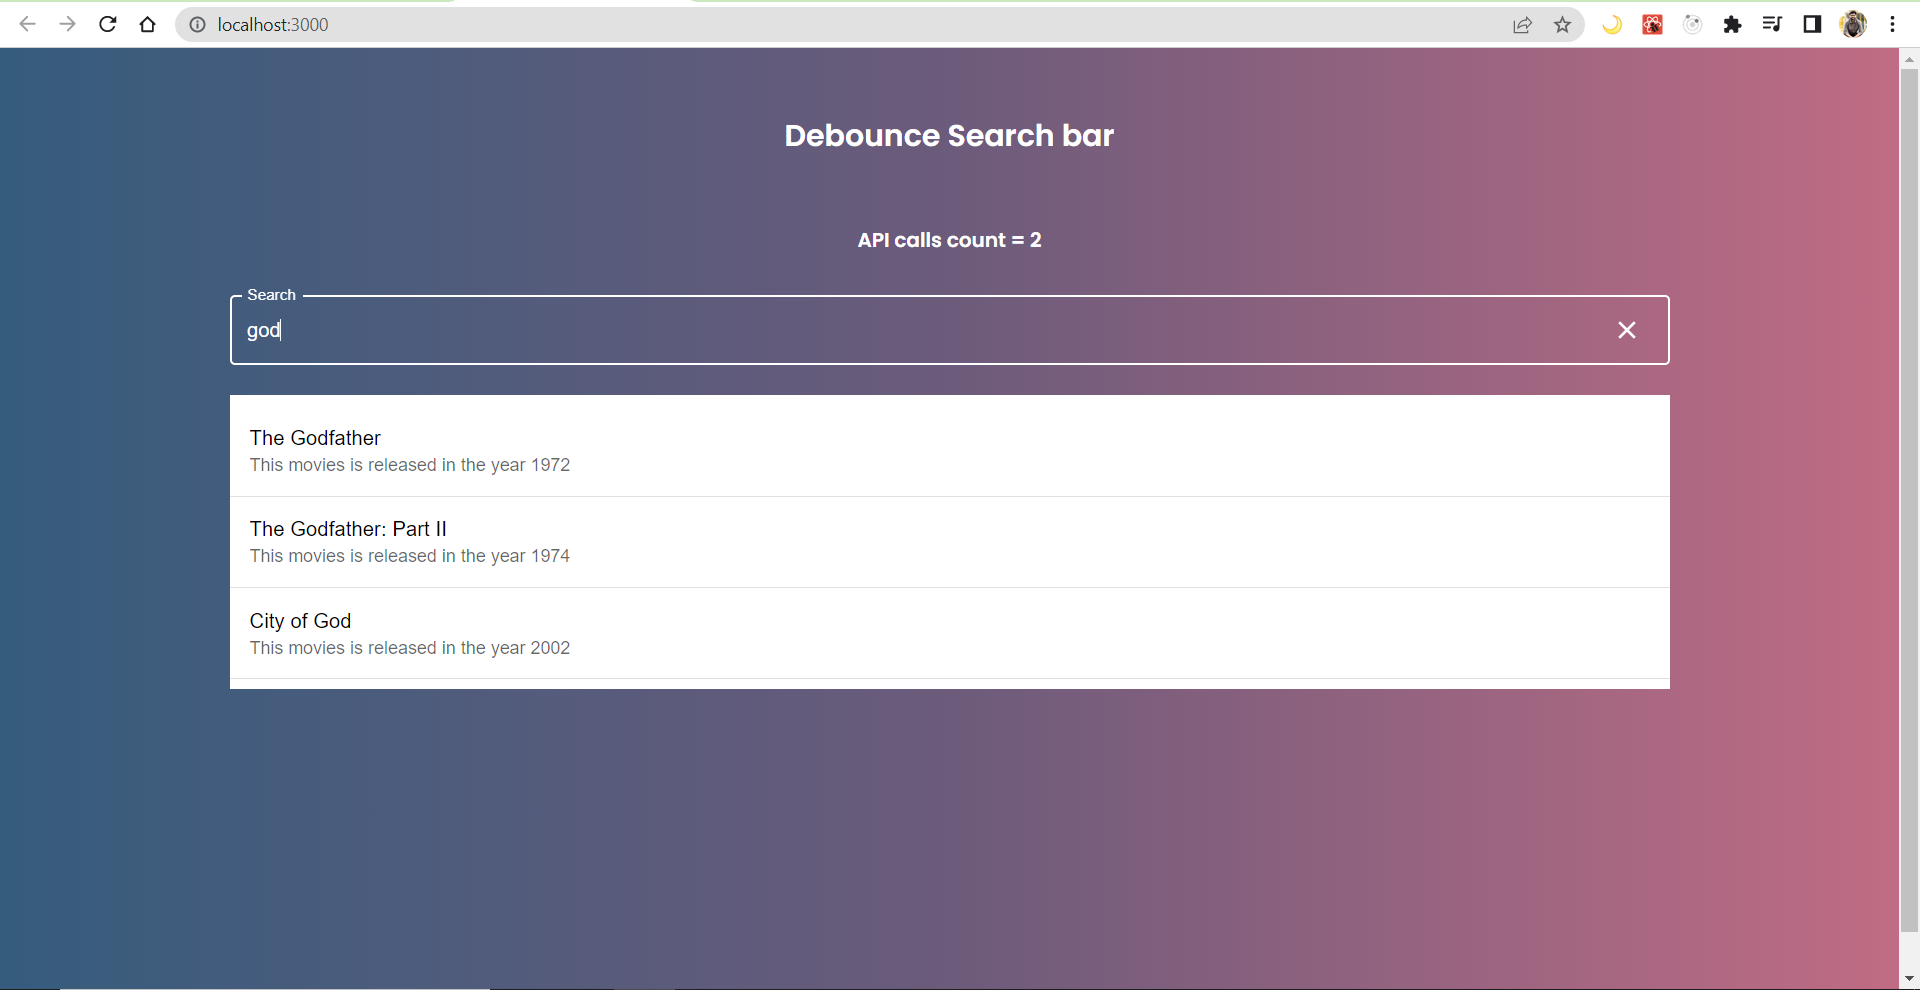 localhost:3000
Debounce Search bar
API calls count = 2
Search
god
The Godfather
This movies is released in the year 1972
The Godfather: Part II
This movies is released in the year 1974
City of God
This movies is released in the year 2002